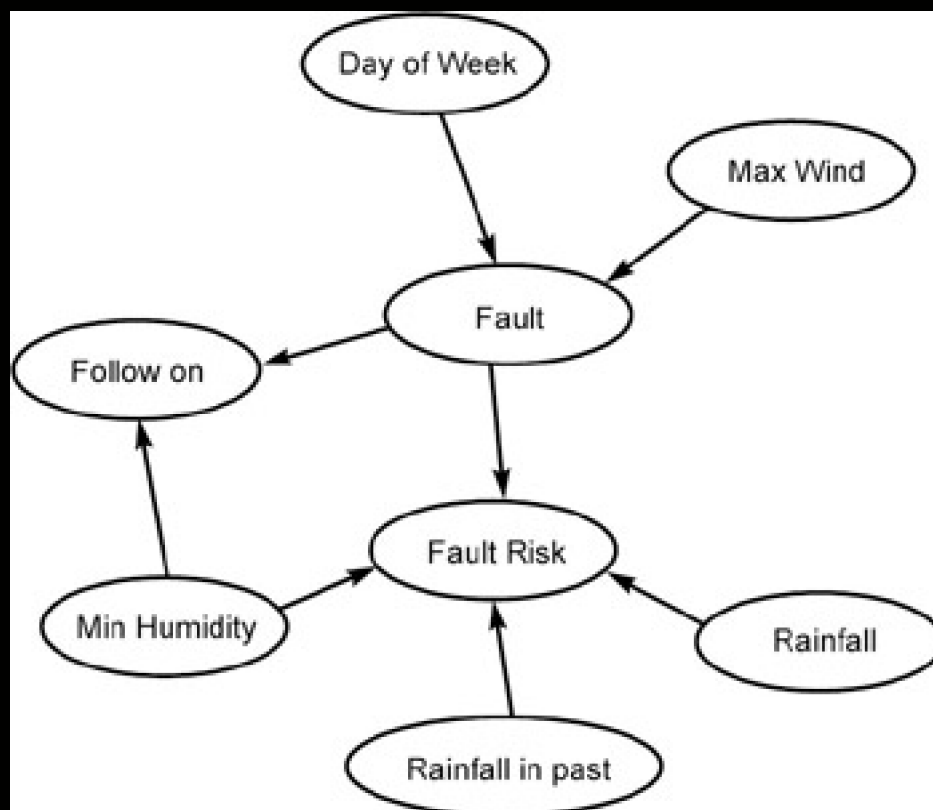 Day of Week
Max Wind
Fault
Follow on
Fault Risk
Min Humidity
Rainfall
Rainfall in past